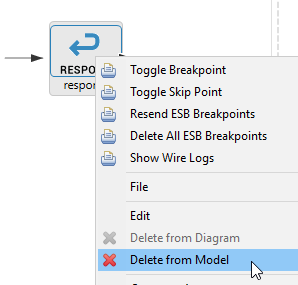 RESPO
respon
Toggle Breakpoint
Toggle Skip Point
Resend ESB Breakpoints
Delete All ESB Breakpoints
Show Wire Logs
File
Edit
Delete from Diagram
Delete from Model